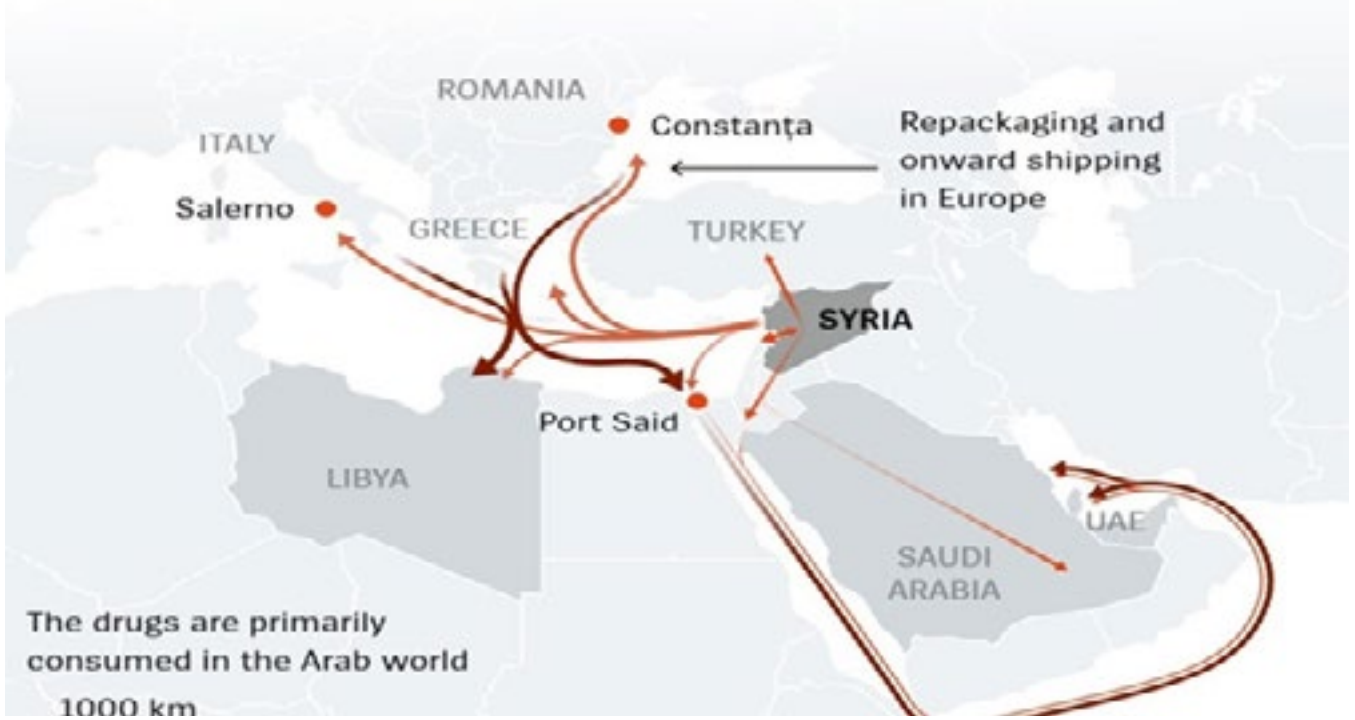 ROMANIA
Constanța
Repackaging and
onward shipping
in Europe
ITALY
Salerno
GREECE
TURKEY
SYRIA
Port Said
LIBYA
UAE
SAUDI
ARABIA
The drugs are primarily
consumed in the Arab world
1000 km